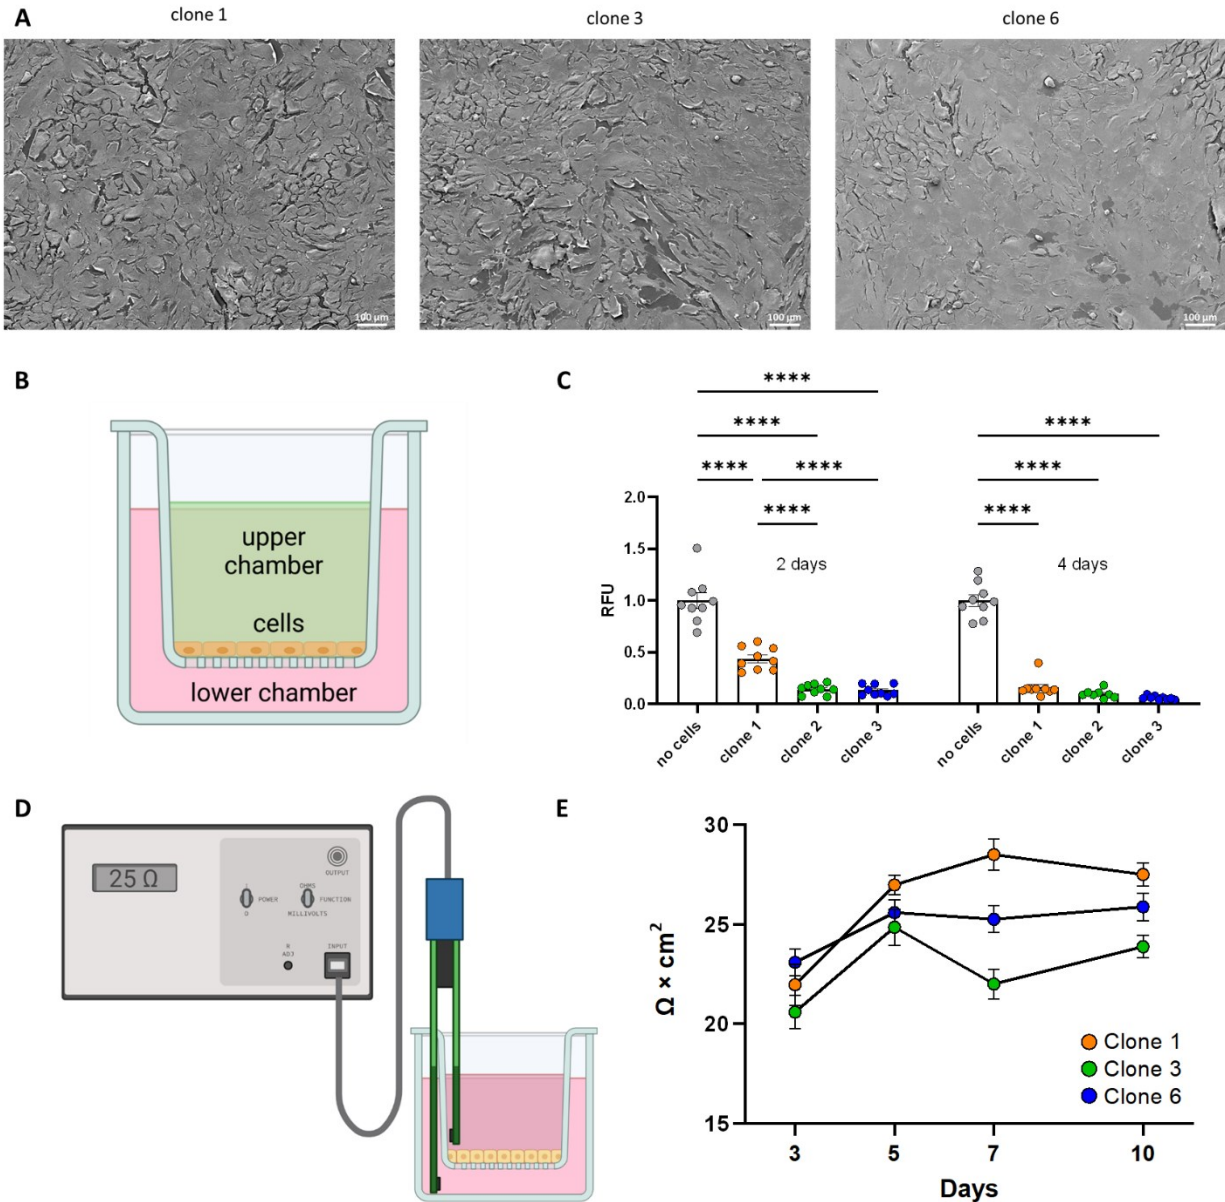 A
clone 1
clone 3
clone 6
100 µm
100 µm
100 µm
B
upper
chamber
cells
lower chamber
C
****
****
****
****
****
****
****
****
****
2.0
1.5
1.0
0.5
0.0
RFU
2 days
4 days
no cells
clone 1
clone 2
clone 3
no cells
clone 1
clone 2
clone 3
D
25 Ω
OUTPUT
I
POWER
O
OHMS
FUNCTION
MILLIVOLTS
R
ADJ
INPUT
E
30
25
20
15
Ω × cm²
3
5
7
10
Days
Clone 1
Clone 3
Clone 6